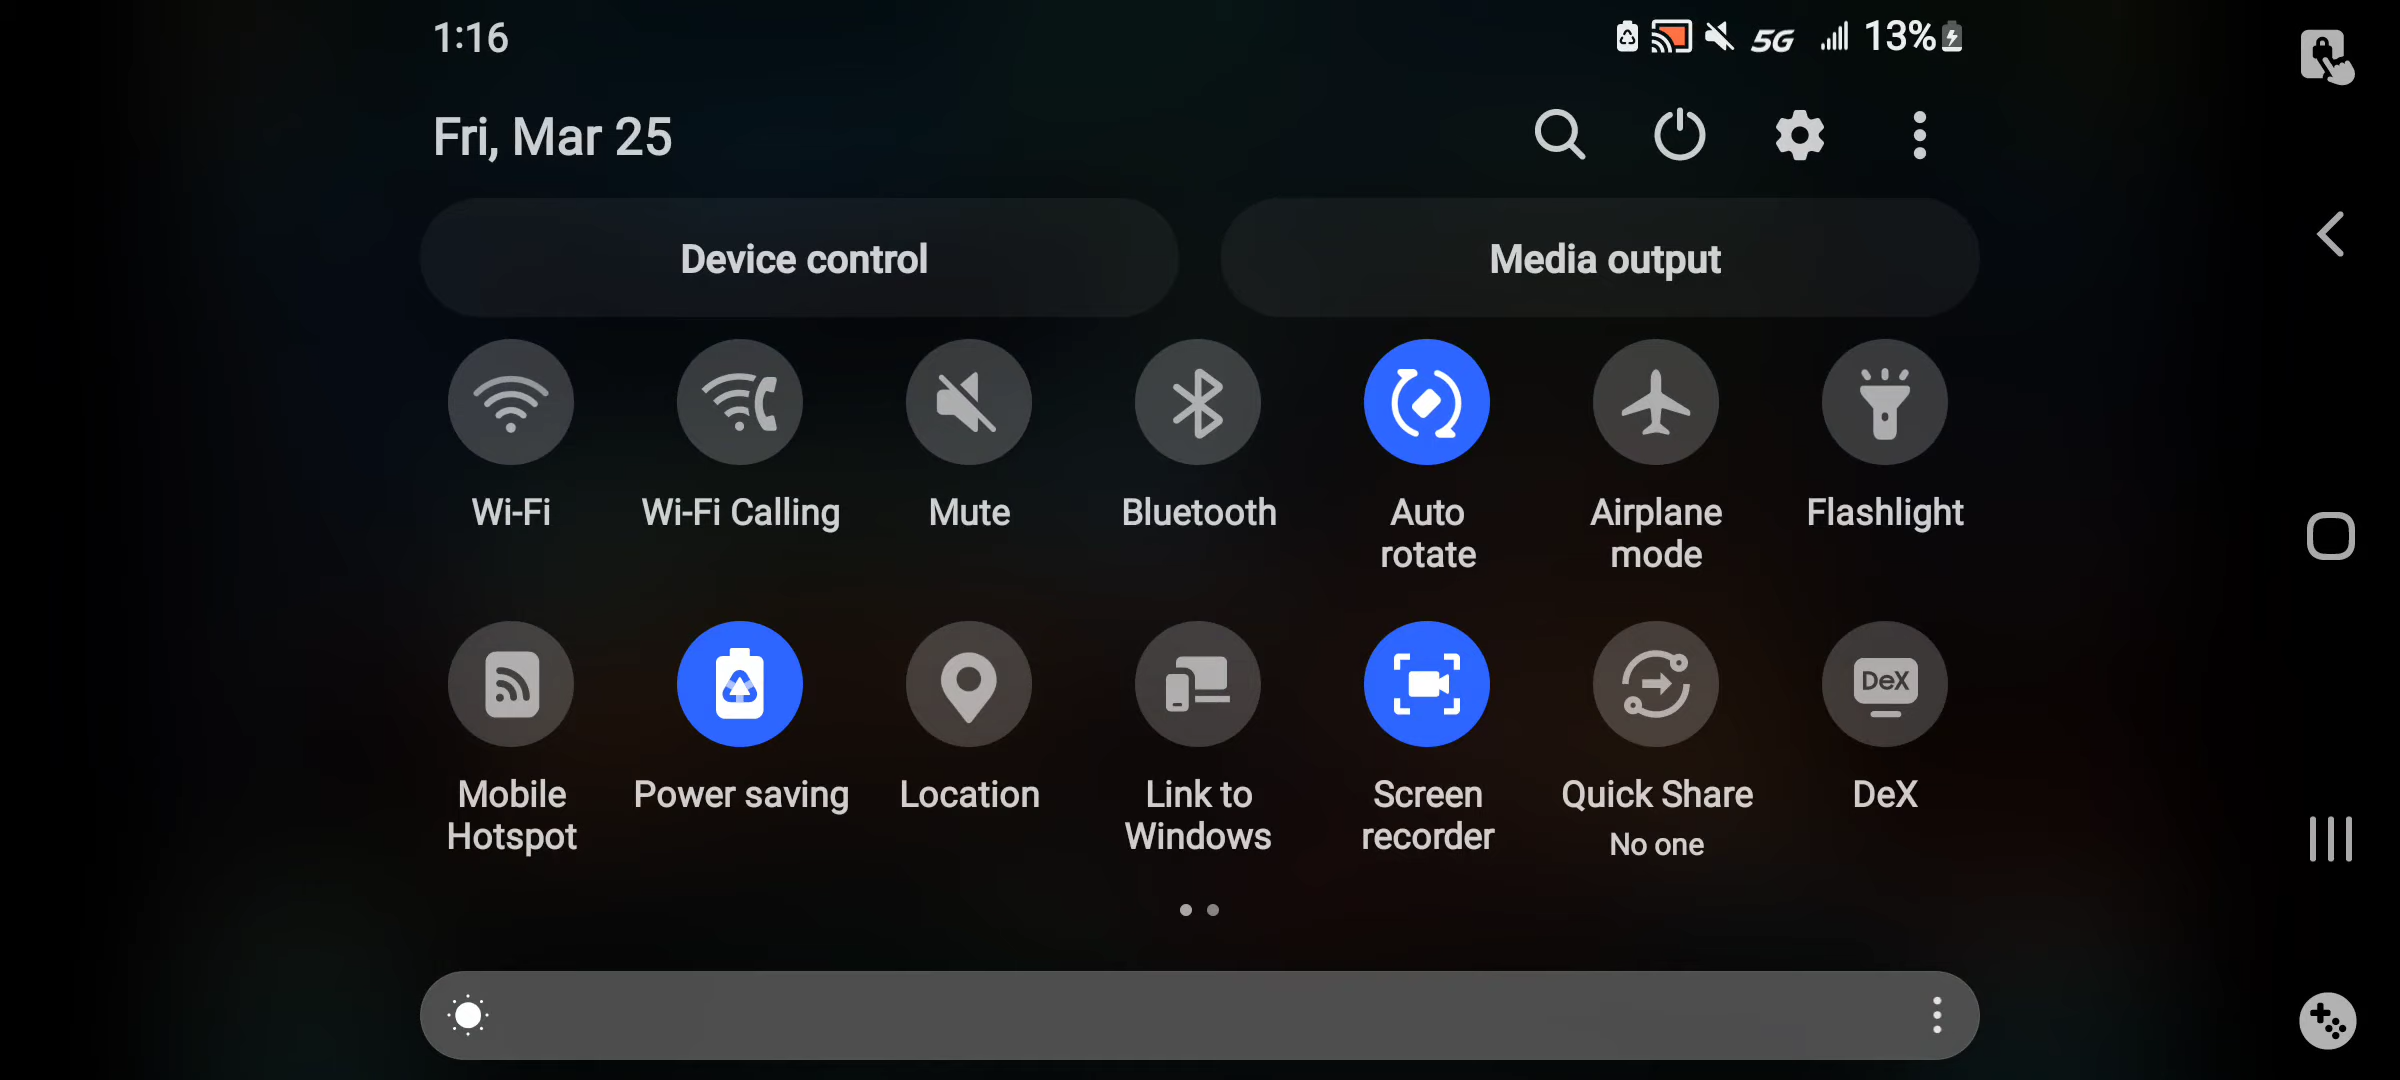 1:16
5G 13%
Fri, Mar 25
Device control
Media output
Wi-Fi
Wi-Fi Calling
Mute
Bluetooth
Auto
rotate
Airplane
mode
Flashlight
Mobile
Hotspot
Power saving
Location
Link to
Windows
Screen
recorder
Quick Share
No one
DeX
DeX